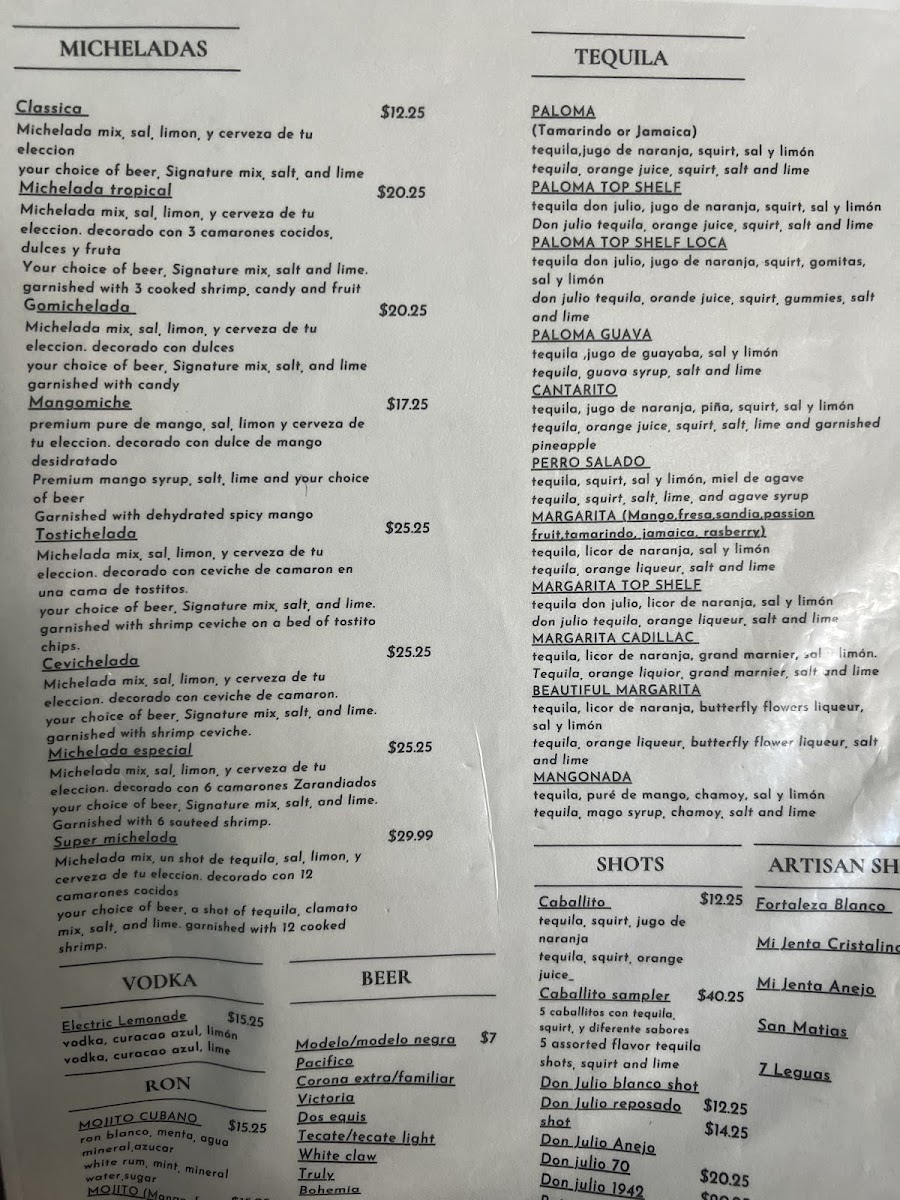 MICHELADAS
Classica $12.25
Michelada mix, sal, limon, y cerveza de tu
eleccion
your choice of beer, Signature mix, salt, and lime
Michelada tropical $20.25
Michelada mix, sal, limon, y cerveza de tu
eleccion. decorado con 3 camarones cocidos,
dulces y fruta
Your choice of beer, Signature mix, salt and lime.
garnished with 3 cooked shrimp, candy and fruit
Gomichelada $20.25
Michelada mix, sal, limon, y cerveza de tu
eleccion. decorado con dulces
your choice of beer, Signature mix, salt, and lime
garnished with candy
Mangomiche $17.25
premium pure de mango, sal, limon y cerveza de
tu eleccion. decorado con dulce de mango
desidratado
Premium mango syrup, salt, lime and your choice
of beer
Garnished with dehydrated spicy mango
Tostichelada $25.25
Michelada mix, sal, limon, y cerveza de tu
eleccion. decorado con ceviche de camaron en
una cama de tostitos.
your choice of beer, Signature mix, salt, and lime.
garnished with shrimp ceviche on a bed of tostito
chips.
Cevichelada $25.25
Michelada mix, sal, limon, y cerveza de tu
eleccion. decorado con ceviche de camaron.
your choice of beer, Signature mix, salt, and lime.
garnished with shrimp ceviche.
Michelada especial $25.25
Michelada mix, sal, limon, y cerveza de tu
eleccion. decorado con 6 camarones Zarandiados
your choice of beer, Signature mix, salt, and lime.
Garnished with 6 sauteed shrimp.
Super michelada $29.99
Michelada mix, un shot de tequila, sal, limon, y
cerveza de tu eleccion. decorado con 12
camarones cocidos
your choice of beer, a shot of tequila, clamato
mix, salt, and lime. garnished with 12 cooked
shrimp.
VODKA
Electric Lemonade $15.25
vodka, curacao azul, limón
vodka, curacao azul, lime
RON
MOJITO CUBANO $15.25
ron blanco, menta, agua
mineral,azucar
white rum, mint, mineral
water,sugar
MOJITO
BEER
Modelo/modelo negra $7
Pacifico
Corona extra/familiar
Victoria
Dos equis
Tecate/tecate light
White claw
Truly
Bohemia
TEQUILA
PALOMA
(Tamarindo or Jamaica)
tequila,jugo de naranja, squirt, sal y limón
tequila, orange juice, squirt, salt and lime
PALOMA TOP SHELF
tequila don julio, jugo de naranja, squirt, sal y limón
Don julio tequila, orange juice, squirt, salt and lime
PALOMA TOP SHELF LOCA
tequila don julio, jugo de naranja, squirt, gomitas,
sal y limón
don julio tequila, orande juice, squirt, gummies, salt
and lime
PALOMA GUAVA
tequila ,jugo de guayaba, sal y limón
tequila, guava syrup, salt and lime
CANTARITO
tequila, jugo de naranja, piña, squirt, sal y limón
tequila, orange juice, squirt, salt, lime and garnished
pineapple
PERRO SALADO
tequila, squirt, sal y limón, miel de agave
tequila, squirt, salt, lime, and agave syrup
MARGARITA (Mango,fresa,sandia,passion
fruit,tamarindo, jamaica, rasberry)
tequila, licor de naranja, sal y limón
tequila, orange liqueur, salt and lime
MARGARITA TOP SHELF
tequila don julio, licor de naranja, sal y limón
don julio tequila, orange liqueur, salt and lime
MARGARITA CADILLAC
tequila, licor de naranja, grand marnier, sal limón.
Tequila, orange liquior, grand marnier, salt and lime
BEAUTIFUL MARGARITA
tequila, licor de naranja, butterfly flowers liqueur,
sal y limón
tequila, orange liqueur, butterfly flower liqueur, salt
and lime
MANGONADA
tequila, puré de mango, chamoy, sal y limón
tequila, mago syrup, chamoy, salt and lime
SHOTS
Caballito $12.25
tequila, squirt, jugo de
naranja
tequila, squirt, orange
juice_
Caballito sampler $40.25
5 caballitos con tequila,
squirt, y diferente sabores
5 assorted flavor tequila
shots, squirt and lime
Don Julio blanco shot
Don Julio reposado $12.25
shot $14.25
Don Julio Anejo
Don julio 70
Don julio 1942 $20.25
ARTISAN SH
Fortaleza Blanco
Mi Jenta Cristalino
Mi Jenta Anejo
San Matias
7 Leguas